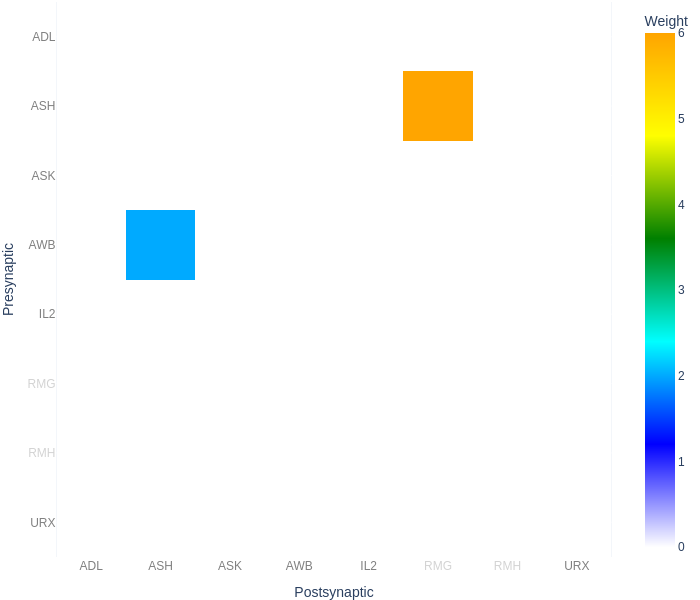 Weight
ADL
ASH
ASK
AWB
IL2
RMG
RMH
URX
Presynaptic
6
5
4
3
2
1
0
ADL ASH ASK AWB IL2 RMG RMH URX
Postsynaptic